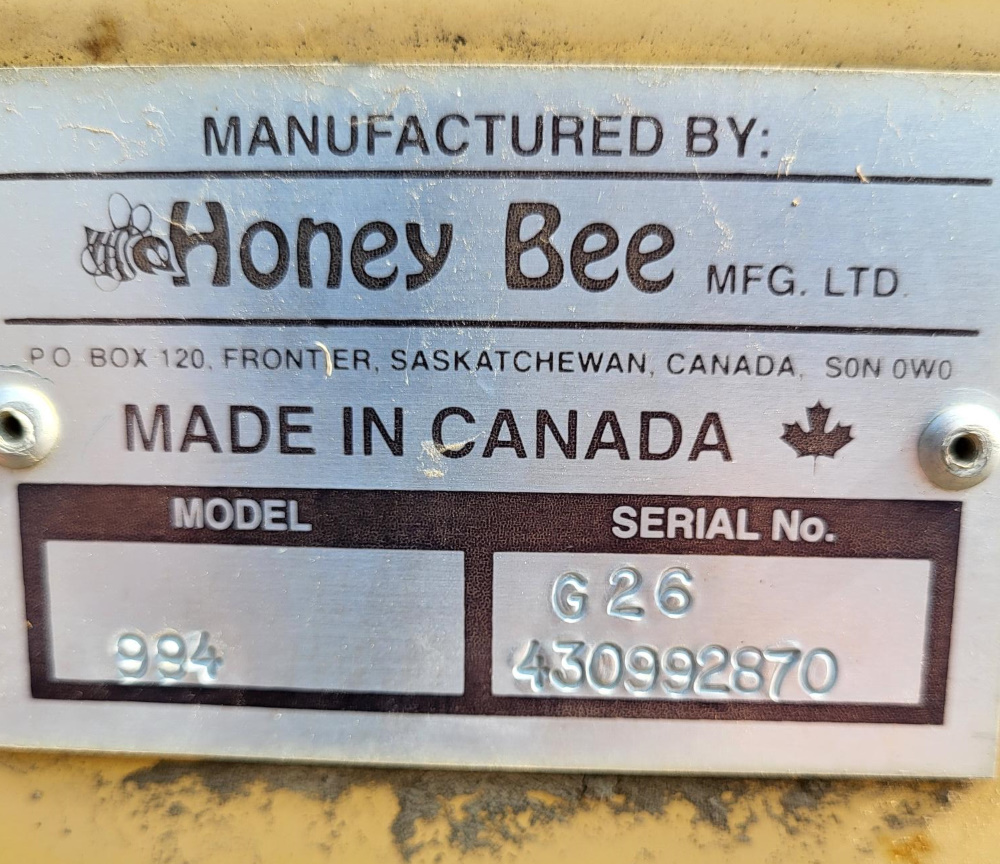 MANUFACTURED BY:
Honey Bee MFG. LTD.
P.O. BOX 120, FRONTIER, SASKATCHEWAN, CANADA, S0N 0W0
MADE IN CANADA
MODEL
SERIAL No.
994
G26
430992870